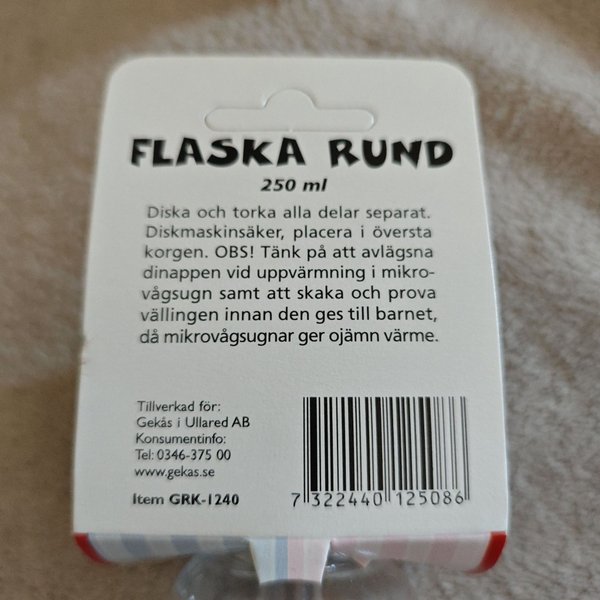 FLASKA RUND
250 ml
Diska och torka alla delar separat.
Diskmaskinsäker, placera i översta
korgen. OBS! Tänk på att avlägsna
dinappen vid uppvärmning i mikro-
vågsugn samt att skaka och prova
vällingen innan den ges till barnet,
då mikrovågsugnar ger ojämn värme.
Tillverkad för:
Gekås i Ullared AB
Konsumentinfo:
Tel: 0346-375 00
www.gekas.se
Item GRK-1240
7 322440 125086